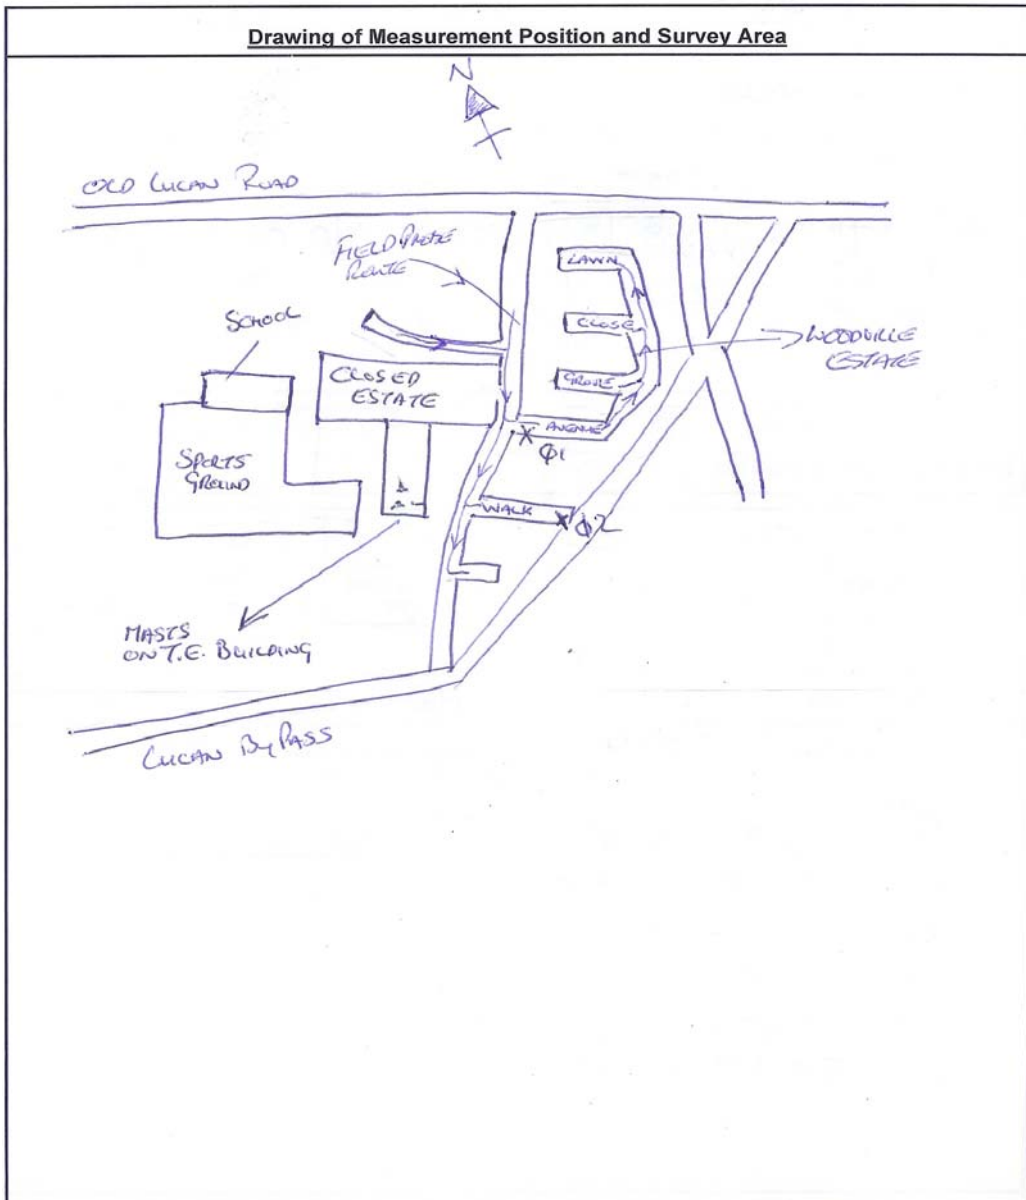 Drawing of Measurement Position and Survey Area
N
OLD LUCAN ROAD
FIELD PROBE
ROUTE
LAWN
SCHOOL
CLOSE
WOODVILLE
ESTATE
CLOSED
ESTATE
GROVE
AVENUE
φ1
SPORTS
GROUND
WALK
φ2
MASTS
ON T.E. BUILDING
LUCAN BY PASS